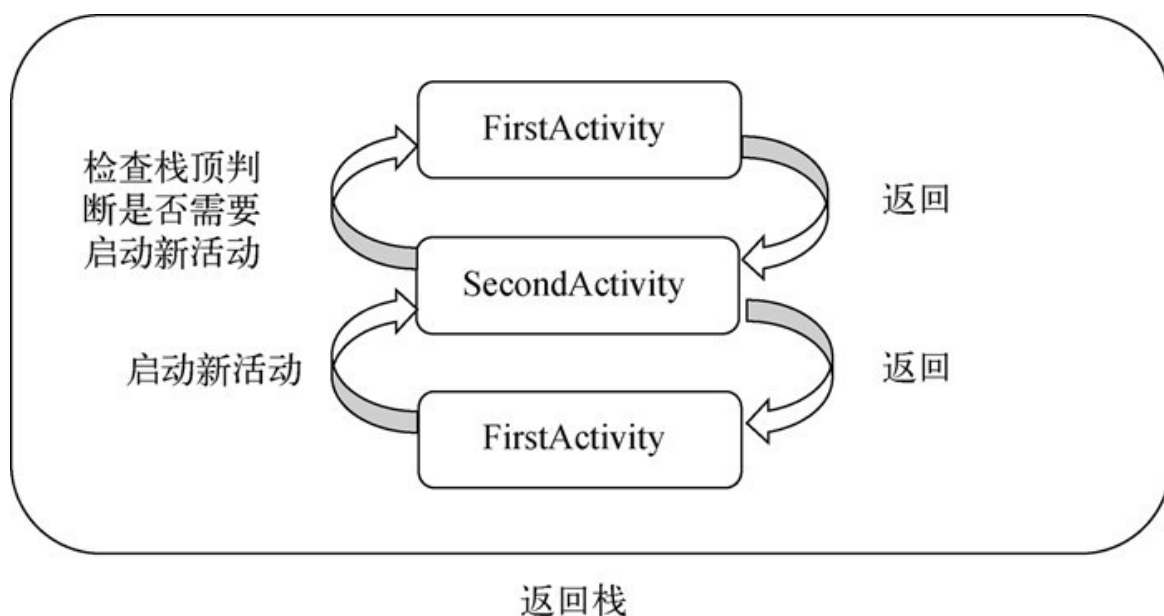 FirstActivity
检查栈顶判
断是否需要
启动新活动
返回
SecondActivity
启动新活动
返回
FirstActivity
返回栈